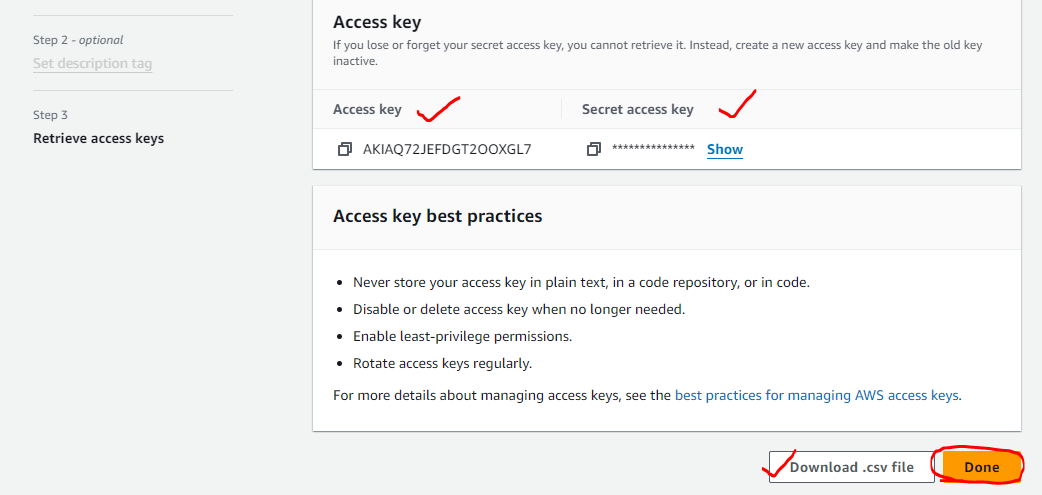 Step 2 - optional
Set description tag
Step 3
Retrieve access keys
Access key
If you lose or forget your secret access key, you cannot retrieve it. Instead, create a new access key and make the old key
inactive.
Access key
Secret access key
AKIAQ72JEFDGT2OOXGL7
*************** Show
Access key best practices
• Never store your access key in plain text, in a code repository, or in code.
• Disable or delete access key when no longer needed.
• Enable least-privilege permissions.
• Rotate access keys regularly.
For more details about managing access keys, see the best practices for managing AWS access keys.
Download .csv file
Done